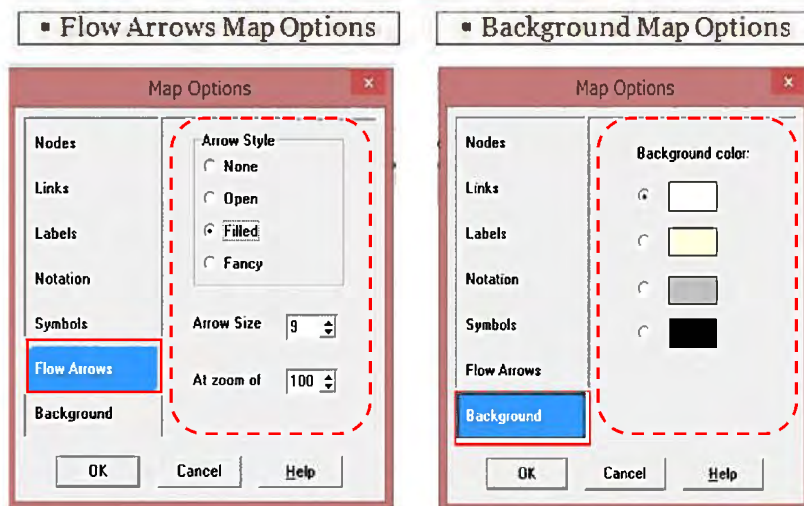 ▪ Flow Arrows Map Options
Map Options
×
Nodes
Links
Labels
Notation
Symbols
Flow Arrows
Background
Arrow Style
None
Open
Filled
Fancy
Arrow Size 9
At zoom of 100
OK Cancel Help
▪ Background Map Options
Map Options
×
Nodes
Links
Labels
Notation
Symbols
Flow Arrows
Background
Background color:
OK Cancel Help